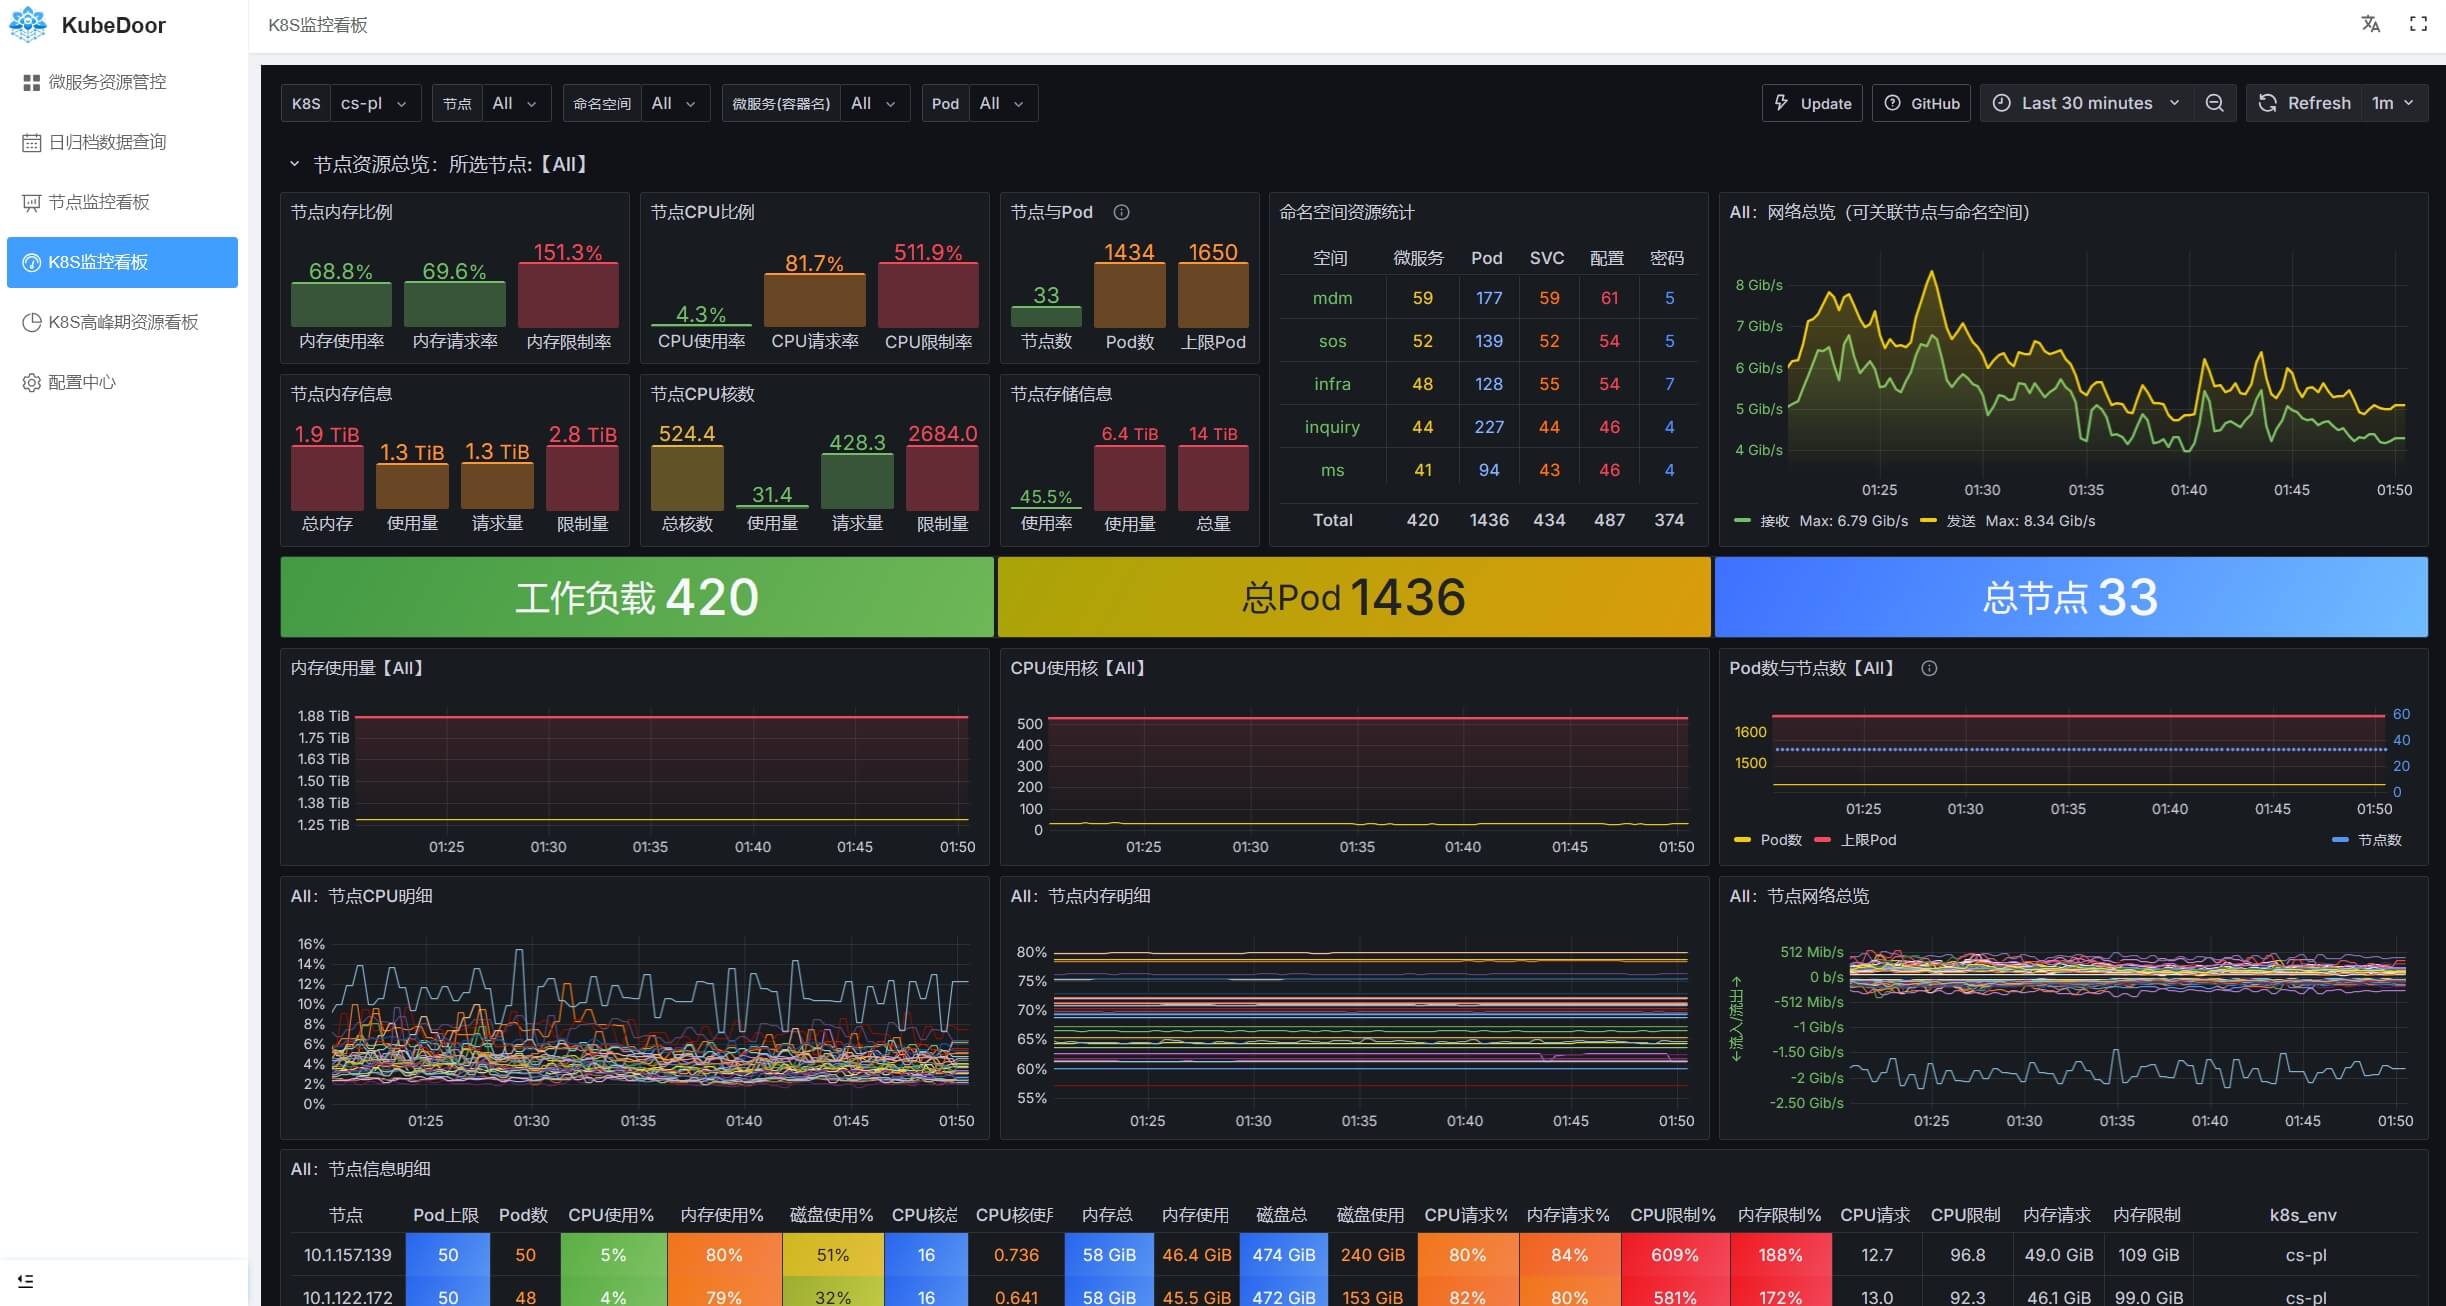 KubeDoor
K8S监控看板
微服务资源管控
日归档数据查询
节点监控看板
K8S监控看板
K8S高峰期资源看板
配置中心
K8S cs-pl 节点 All 命名空间 All 微服务(容器名) All Pod All Update GitHub Last 30 minutes Refresh 1m
节点资源总览：所选节点:【All】
节点内存比例
68.8% 69.6% 151.3%
内存使用率 内存请求率 内存限制率
节点CPU比例
4.3% 81.7% 511.9%
CPU使用率 CPU请求率 CPU限制率
节点与Pod
33 1434 1650
节点数 Pod数 上限Pod
节点内存信息
1.9 TiB 1.3 TiB 1.3 TiB 2.8 TiB
总内存 使用量 请求量 限制量
节点CPU核数
524.4 31.4 428.3 2684.0
总核数 使用量 请求量 限制量
节点存储信息
45.5% 6.4 TiB 14 TiB
使用率 使用量 总量
命名空间资源统计
空间 微服务 Pod SVC 配置 密码
mdm 59 177 59 61 5
sos 52 139 52 54 5
infra 48 128 55 54 7
inquiry 44 227 44 46 4
ms 41 94 43 46 4
Total 420 1436 434 487 374
All：网络总览（可关联节点与命名空间）
8 Gib/s
7 Gib/s
6 Gib/s
5 Gib/s
4 Gib/s
01:25 01:30 01:35 01:40 01:45 01:50
接收 Max: 6.79 Gib/s 发送 Max: 8.34 Gib/s
工作负载 420
总Pod 1436
总节点 33
内存使用量【All】
1.88 TiB
1.75 TiB
1.63 TiB
1.50 TiB
1.38 TiB
1.25 TiB
01:25 01:30 01:35 01:40 01:45 01:50
CPU使用核【All】
500
400
300
200
100
0
01:25 01:30 01:35 01:40 01:45 01:50
Pod数与节点数【All】
1600
1500
60
40
20
0
01:25 01:30 01:35 01:40 01:45 01:50
Pod数 上限Pod 节点数
All：节点CPU明细
16%
14%
12%
10%
8%
6%
4%
2%
0%
01:25 01:30 01:35 01:40 01:45 01:50
All：节点内存明细
80%
75%
70%
65%
60%
55%
01:25 01:30 01:35 01:40 01:45 01:50
All：节点网络总览
←流入/流出→
512 Mib/s
0 b/s
-512 Mib/s
-1 Gib/s
-1.50 Gib/s
-2 Gib/s
-2.50 Gib/s
01:25 01:30 01:35 01:40 01:45 01:50
All：节点信息明细
节点 Pod上限 Pod数 CPU使用% 内存使用% 磁盘使用% CPU核总 CPU核使用 内存总 内存使用 磁盘总 磁盘使用 CPU请求% 内存请求% CPU限制% 内存限制% CPU请求 CPU限制 内存请求 内存限制 k8s_env
10.1.157.139 50 50 5% 80% 51% 16 0.736 58 GiB 46.4 GiB 474 GiB 240 GiB 80% 84% 609% 188% 12.7 96.8 49.0 GiB 109 GiB cs-pl
10.1.122.172 50 48 4% 79% 32% 16 0.641 58 GiB 45.5 GiB 472 GiB 153 GiB 82% 80% 581% 172% 13.0 92.3 46.1 GiB 99.0 GiB cs-pl